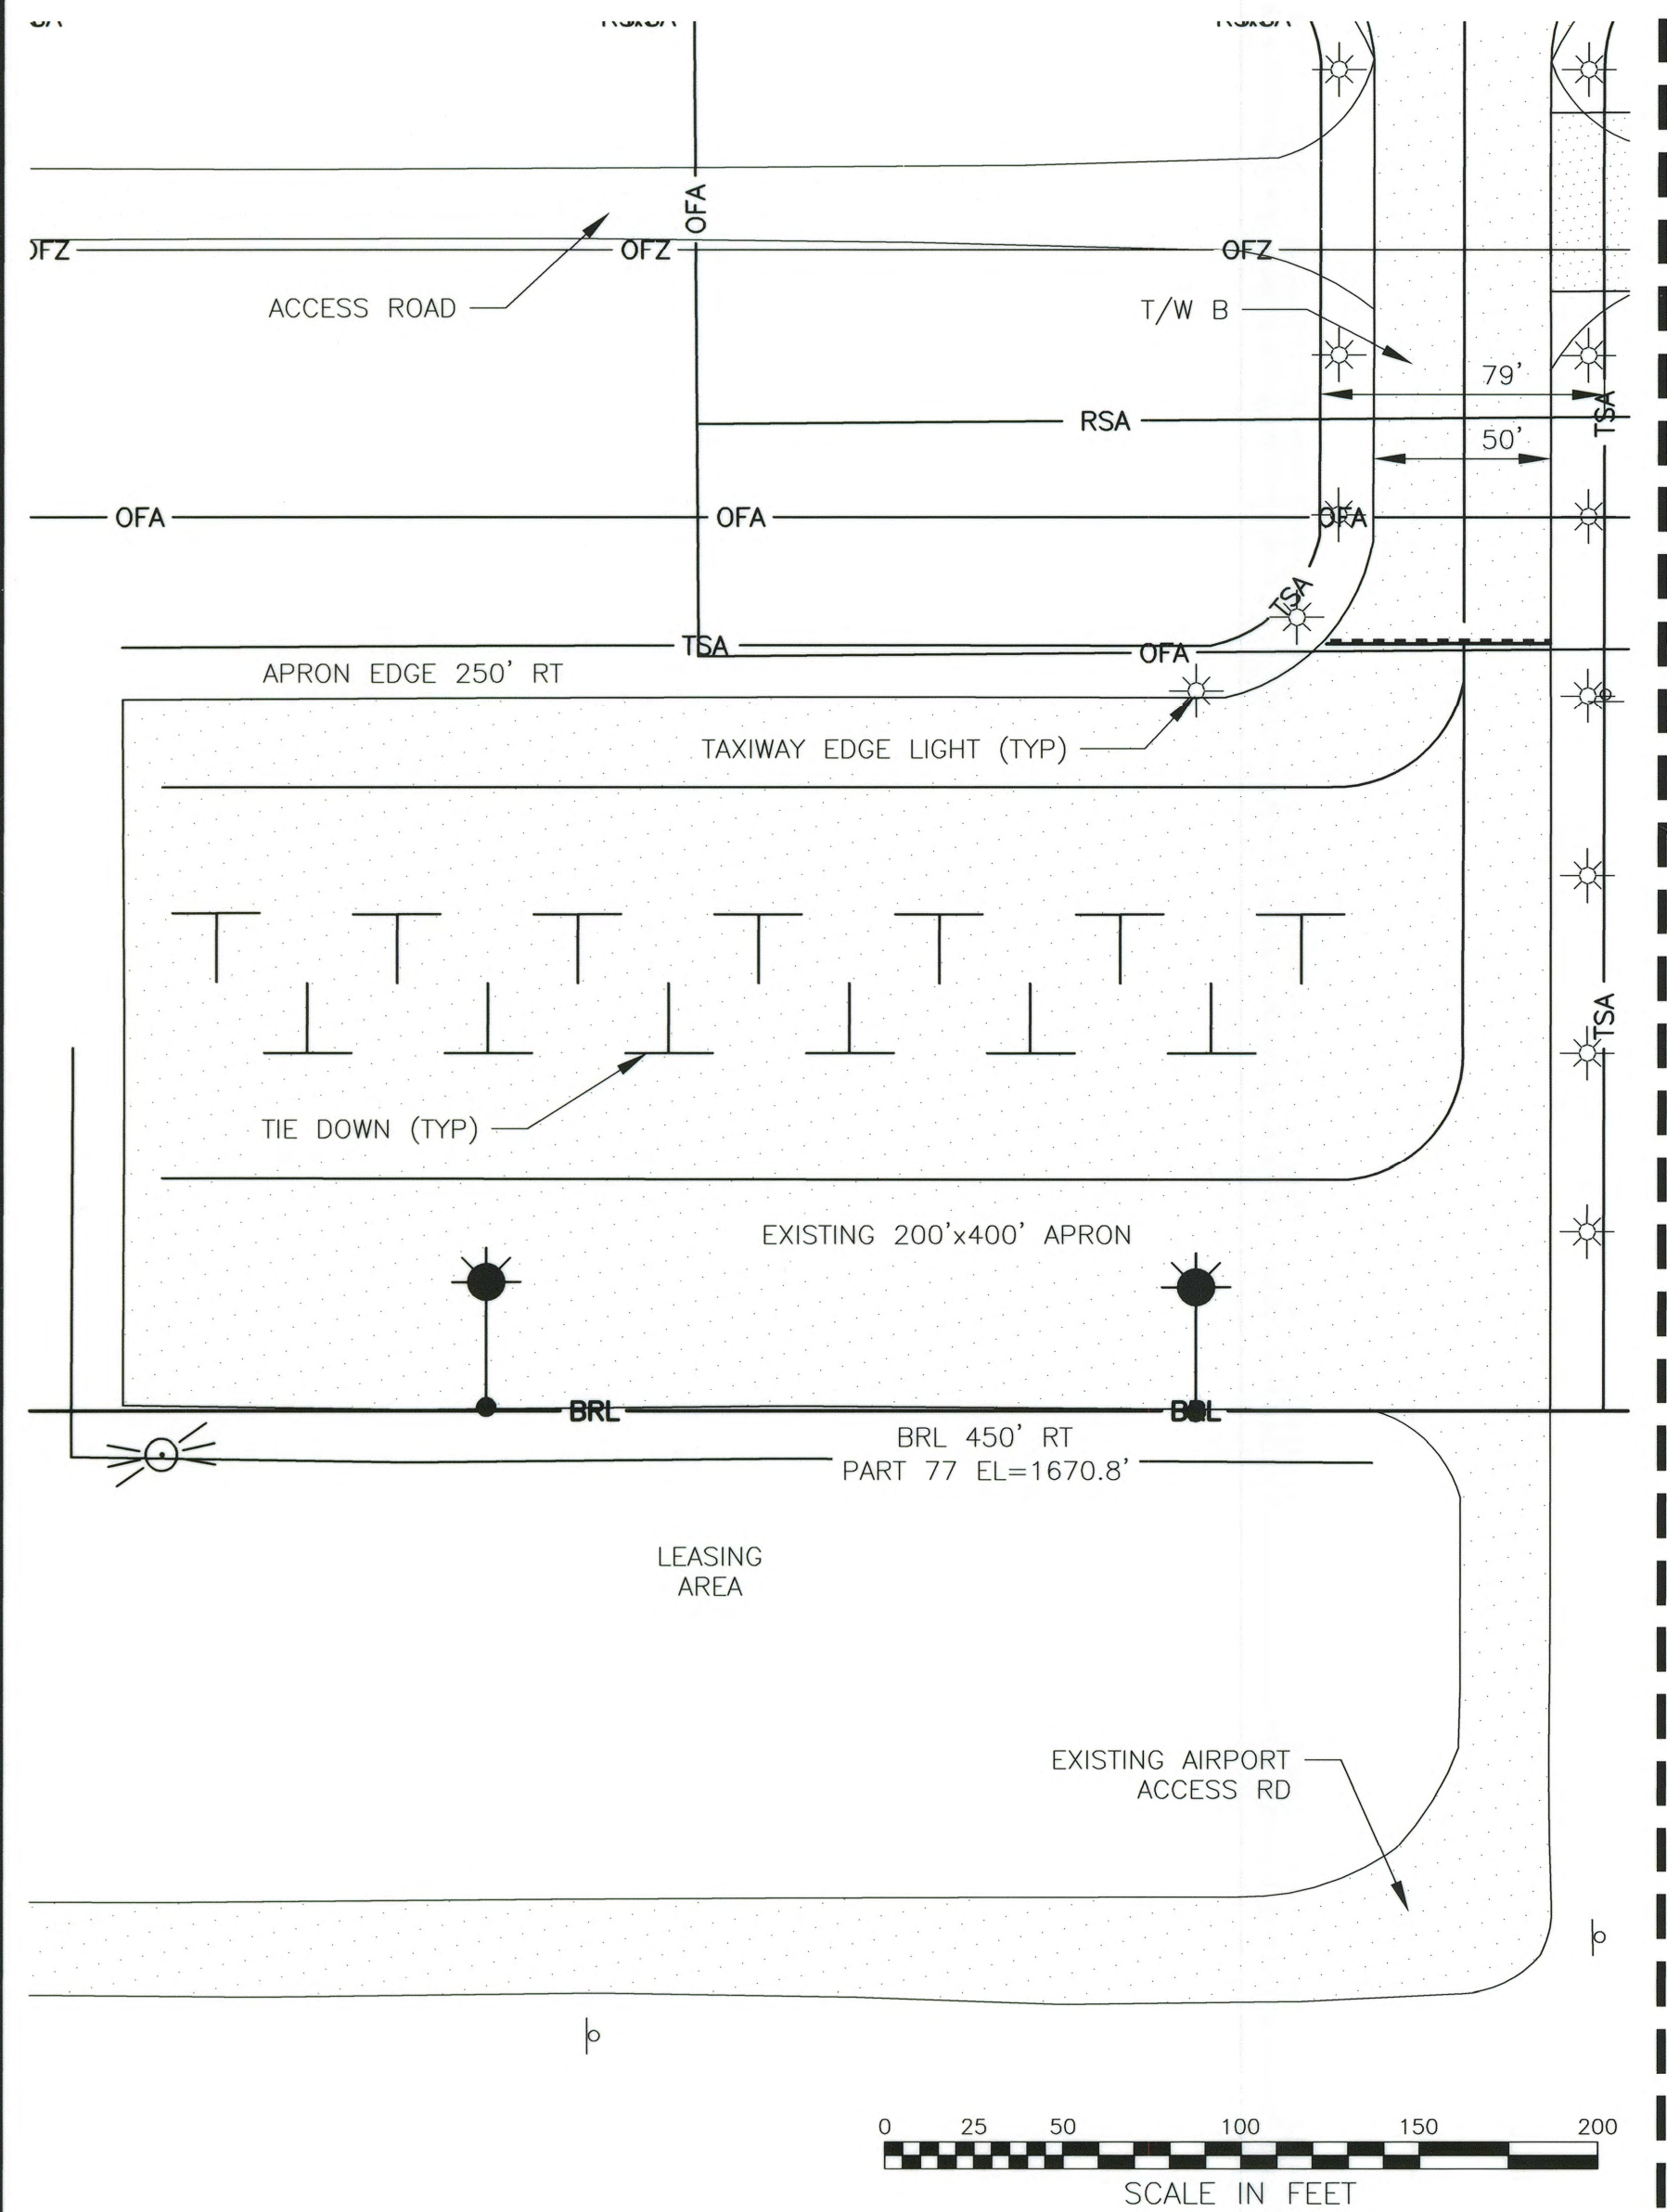 OFA
OFZ
OFZ
ACCESS ROAD
T/W B
79'
TSA
RSA
50'
OFA
OFA
OFA
TSA
TSA
OFA
APRON EDGE 250' RT
TAXIWAY EDGE LIGHT (TYP)
TSA
TIE DOWN (TYP)
EXISTING 200'x400' APRON
BRL
BRL
BRL 450' RT
PART 77 EL=1670.8'
LEASING
AREA
EXISTING AIRPORT
ACCESS RD
0 25 50 100 150 200
SCALE IN FEET